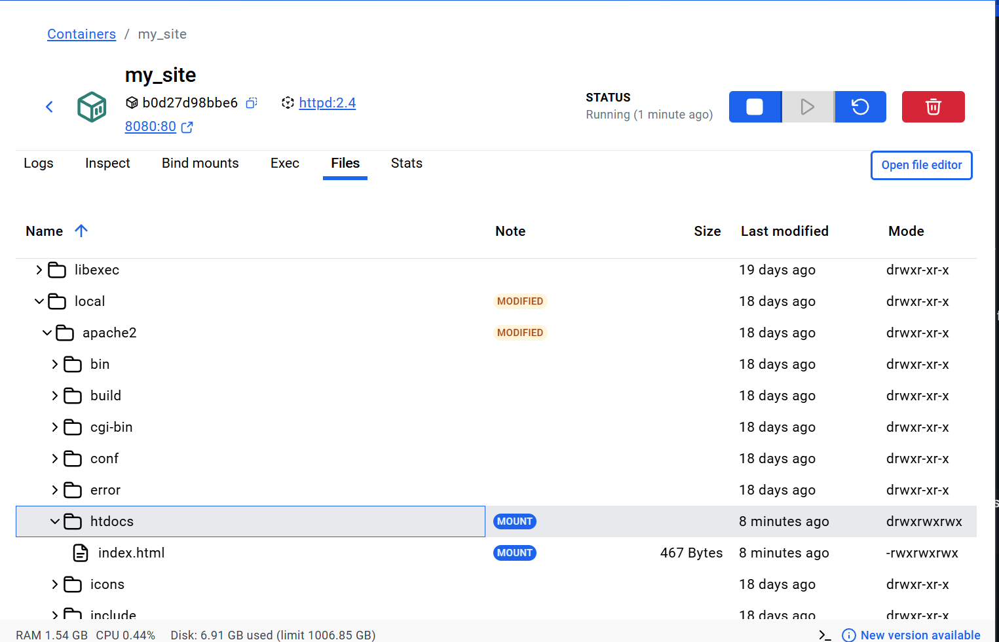 Containers / my_site
my_site
b0d27d98bbe6 httpd:2.4
8080:80
STATUS
Running (1 minute ago)
Logs Inspect Bind mounts Exec Files Stats Open file editor
Name Note Size Last modified Mode
libexec 19 days ago drwxr-xr-x
local MODIFIED 18 days ago drwxr-xr-x
apache2 MODIFIED 18 days ago drwxr-xr-x
bin 18 days ago drwxr-xr-x
build 18 days ago drwxr-xr-x
cgi-bin 18 days ago drwxr-xr-x
conf 18 days ago drwxr-xr-x
error 18 days ago drwxr-xr-x
htdocs MOUNT 8 minutes ago drwxrwxrwx
index.html MOUNT 467 Bytes 8 minutes ago -rwxrwxrwx
icons 18 days ago drwxr-xr-x
include 18 days ago drwxr-xr-x
RAM 1.54 GB CPU 0.44% Disk: 6.91 GB used (limit 1006.85 GB) New version available